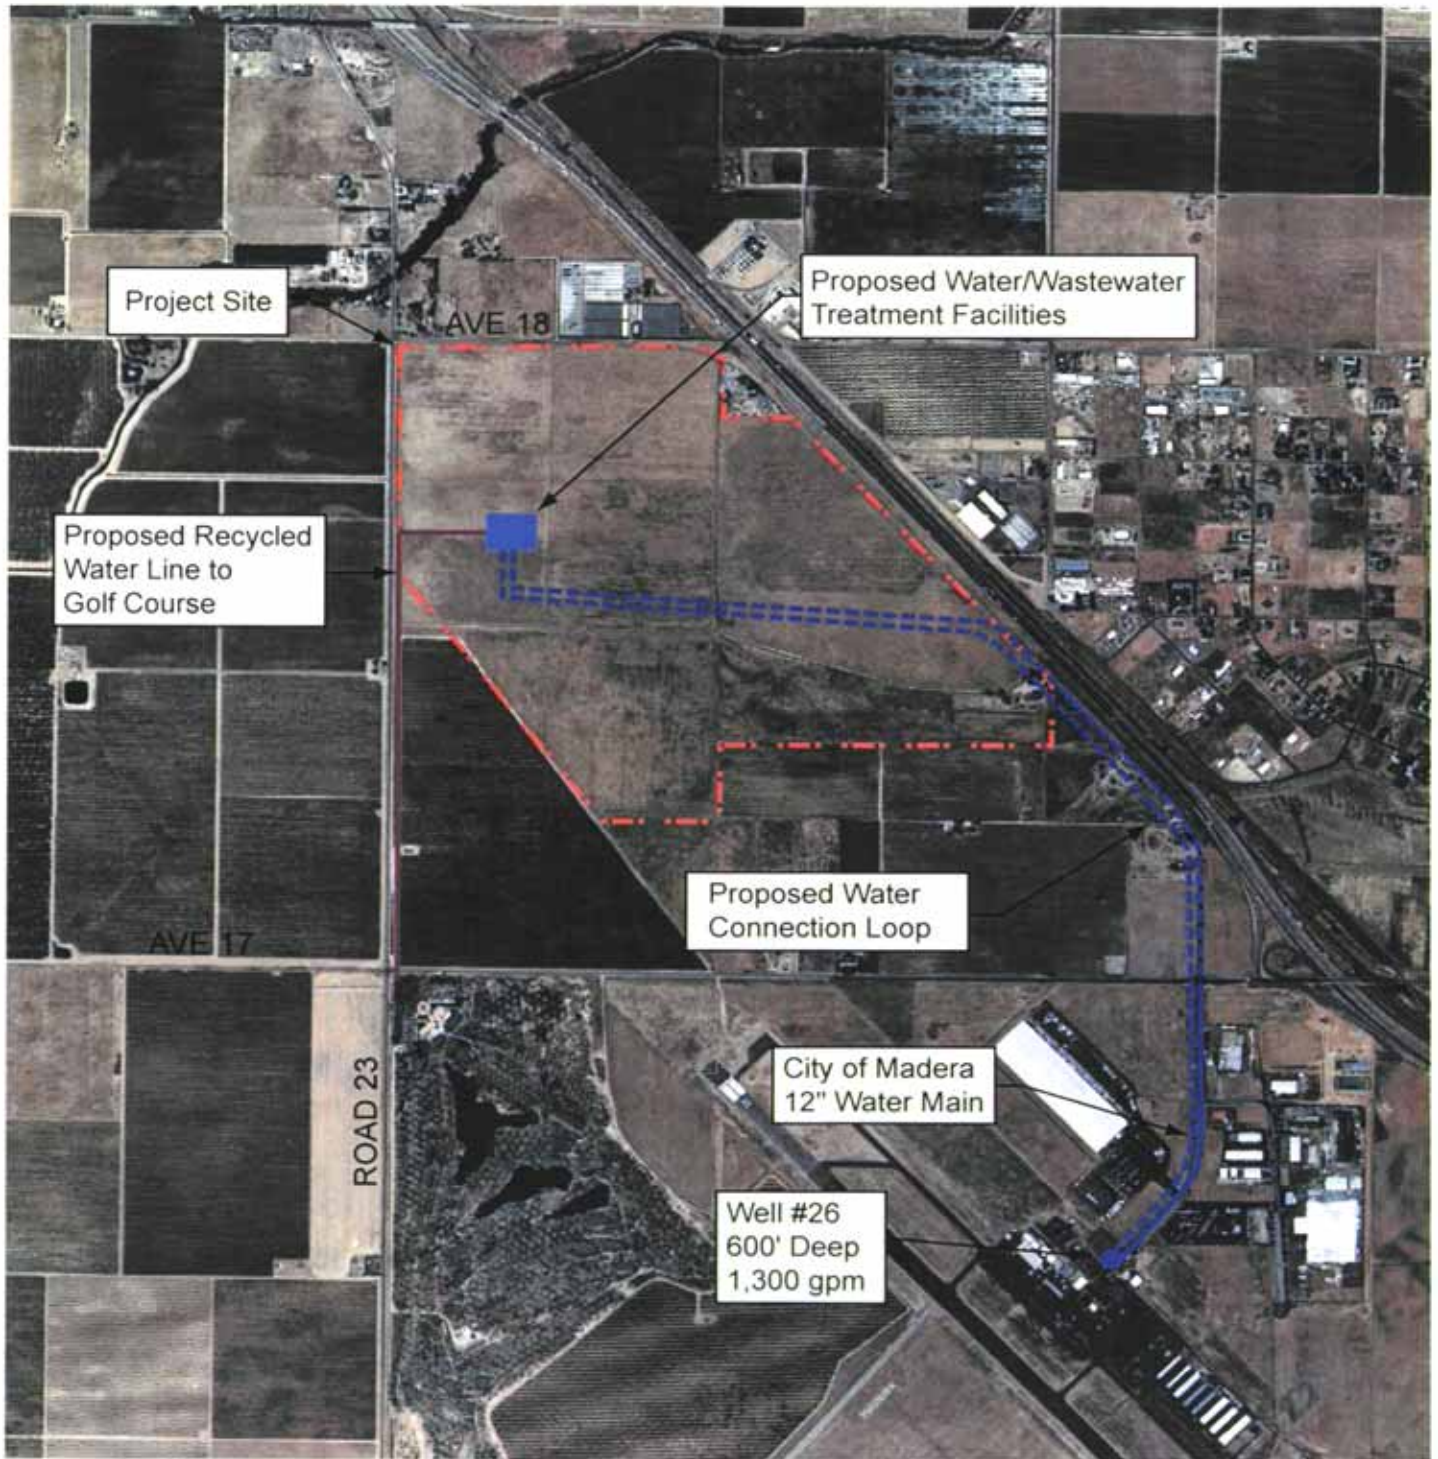 Project Site
AVE 18
Proposed Water/Wastewater
Treatment Facilities
Proposed Recycled
Water Line to
Golf Course
Proposed Water
Connection Loop
AVE 17
City of Madera
12" Water Main
ROAD 23
Well #26
600' Deep
1,300 gpm